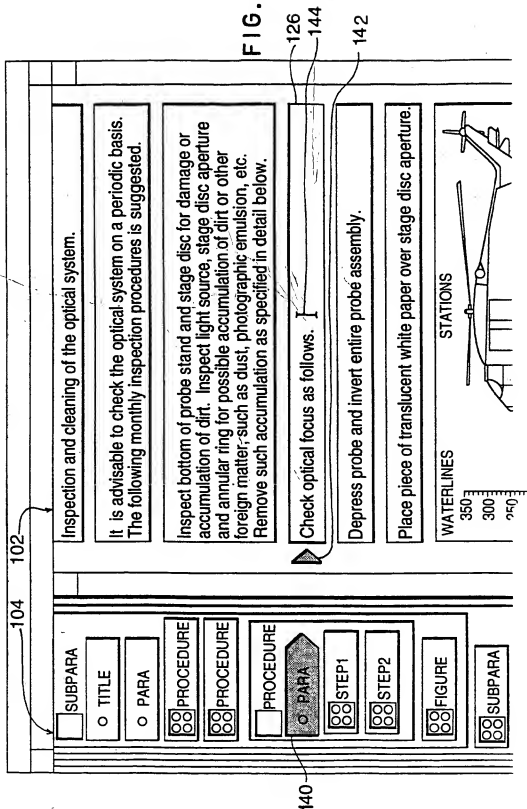 FIG.
104
102
SUBPARA
TITLE
PARA
PROCEDURE
PROCEDURE
PROCEDURE
PARA
STEP1
STEP2
FIGURE
SUBPARA
140
Inspection and cleaning of the optical system.
It is advisable to check the optical system on a periodic basis.
The following monthly inspection procedures is suggested.
Inspect bottom of probe stand and stage disc for damage or
accumulation of dirt. Inspect light source, stage disc aperture
and annular ring for possible accumulation of dirt or other
foreign matter, such as dust, photographic emulsion, etc.
Remove such accumulation as specified in detail below.
Check optical focus as follows.
Depress probe and invert entire probe assembly.
Place piece of translucent white paper over stage disc aperture.
WATERLINES
STATIONS
350
300
250
126
144
142